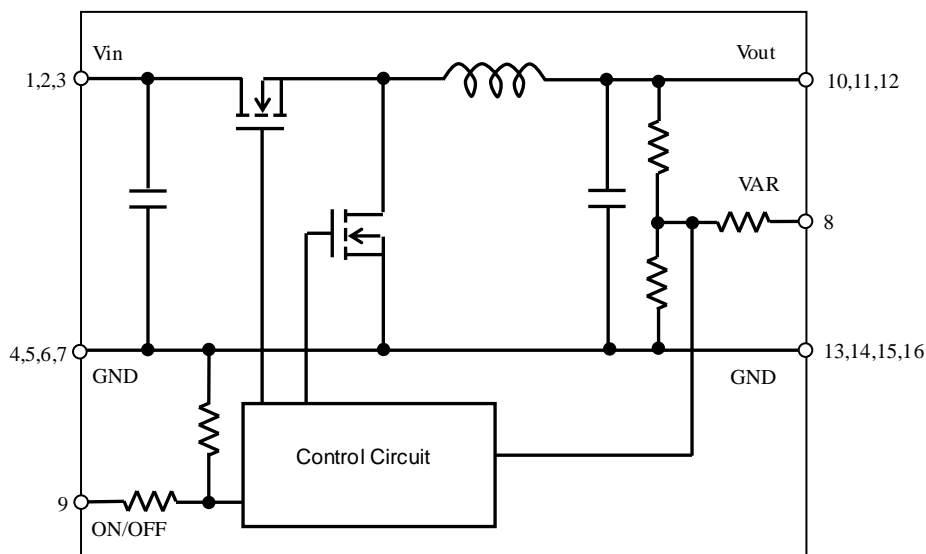 Vin
Vout
1,2,3
10,11,12
VAR
8
4,5,6,7
13,14,15,16
GND
GND
Control Circuit
9
ON/OFF